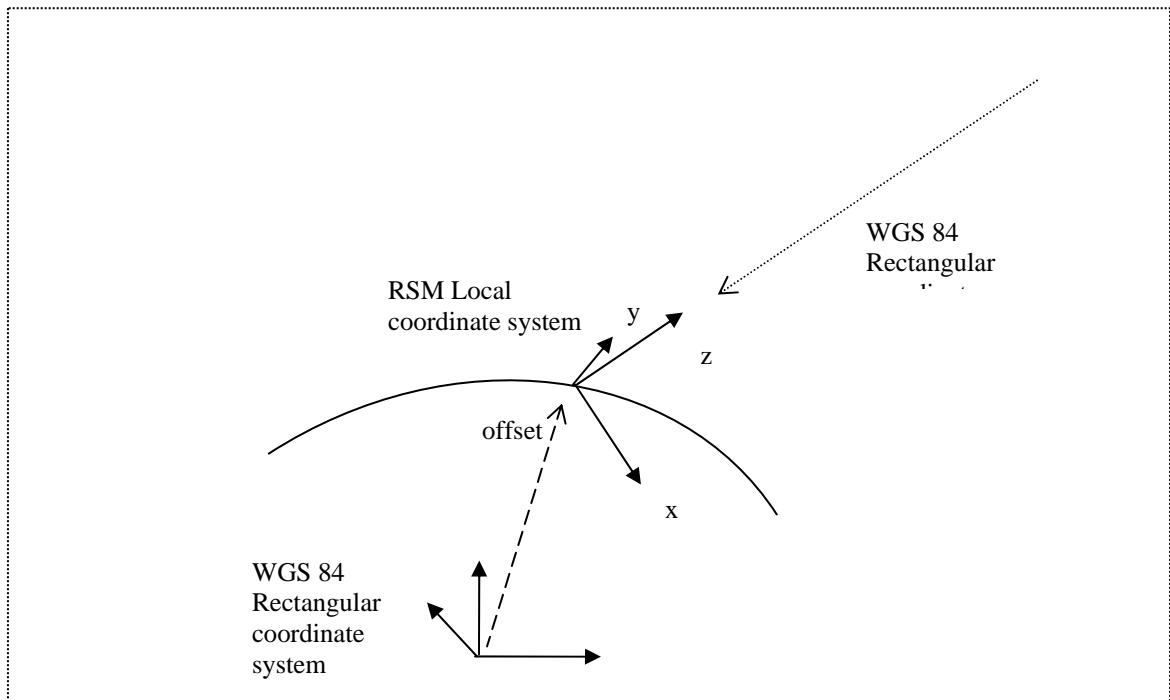 WGS 84
Rectangular
RSM Local
coordinate system
y
z
offset
x
WGS 84
Rectangular
coordinate
system